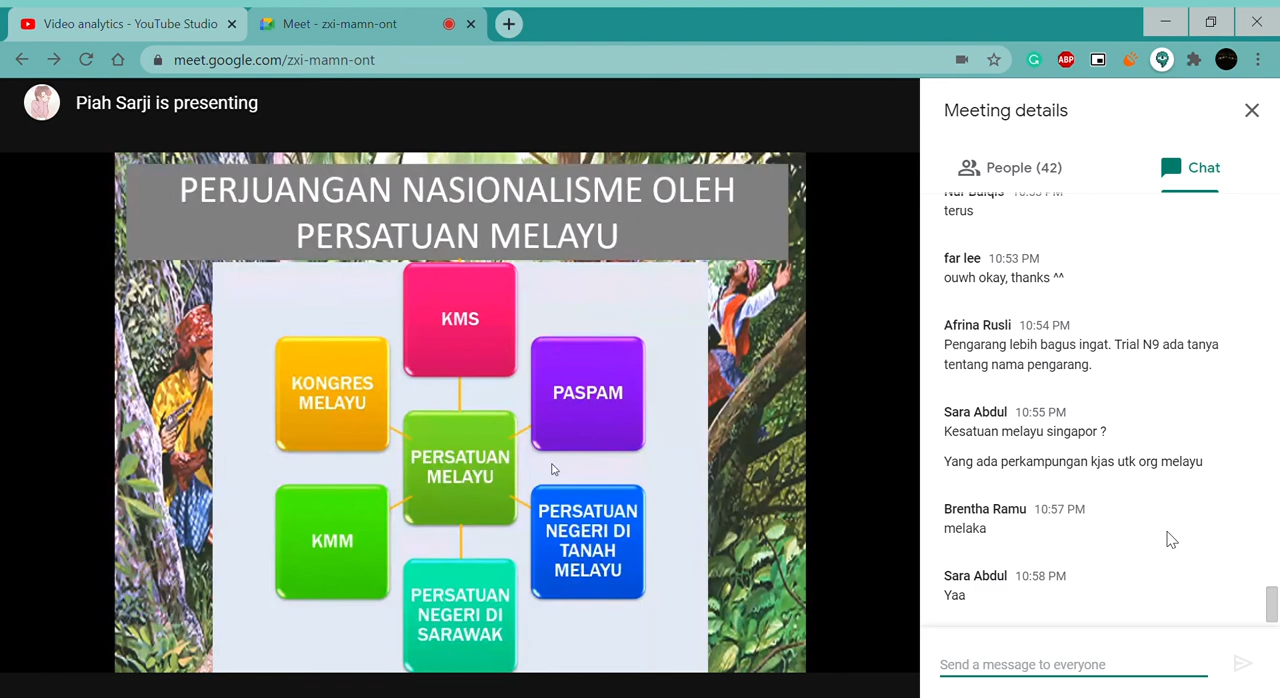 Video analytics - YouTube Studio
Meet - zxi-mamn-ont
meet.google.com/zxi-mamn-ont
ABP
Piah Sarji is presenting
PERJUANGAN NASIONALISME OLEH
PERSATUAN MELAYU
KMS
KONGRES
MELAYU
PASPAM
PERSATUAN
MELAYU
KMM
PERSATUAN
NEGERI DI
TANAH
MELAYU
PERSATUAN
NEGERI DI
SARAWAK
Meeting details
People (42)
Chat
terus
far lee 10:53 PM
ouwh okay, thanks ^^
Afrina Rusli 10:54 PM
Pengarang lebih bagus ingat. Trial N9 ada tanya
tentang nama pengarang.
Sara Abdul 10:55 PM
Kesatuan melayu singapor ?
Yang ada perkampungan kjas utk org melayu
Brentha Ramu 10:57 PM
melaka
Sara Abdul 10:58 PM
Yaa
Send a message to everyone